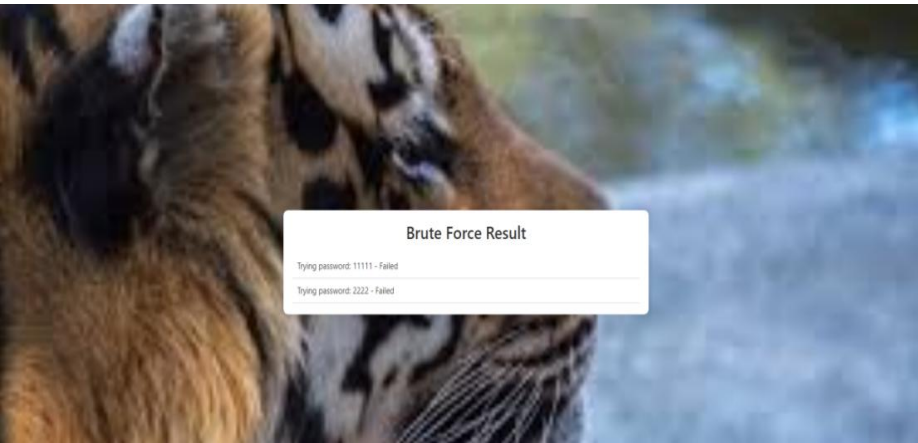 Brute Force Result
Trying password: 11111 - Failed
Trying password: 2222 - Failed